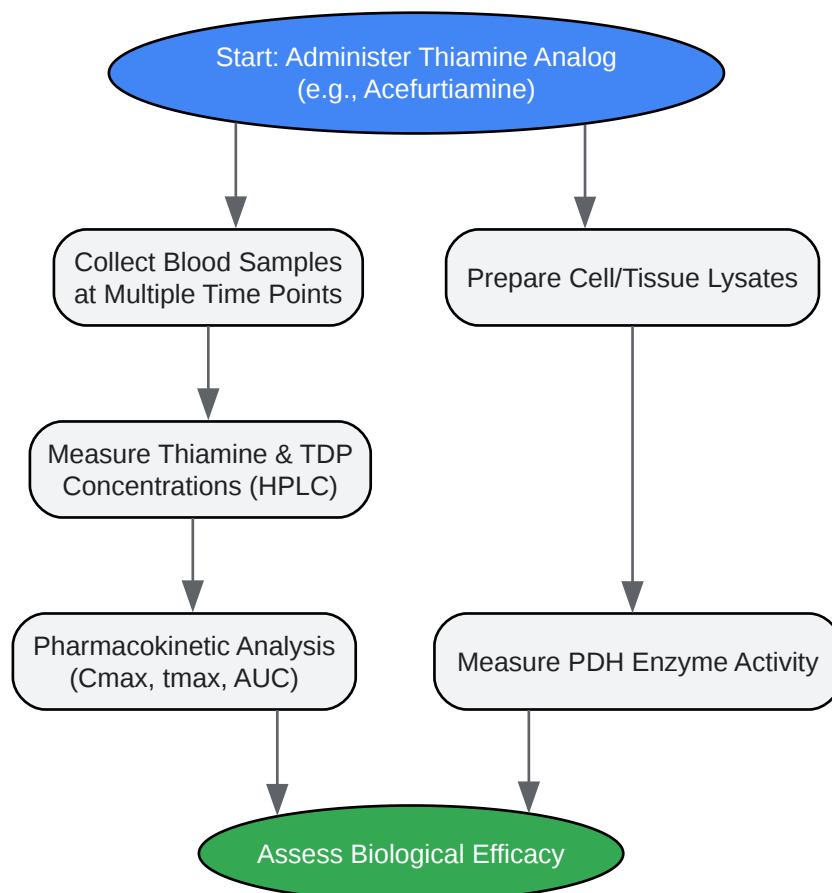 Start: Administer Thiamine Analog
(e.g., Acefurtiamine)
Collect Blood Samples
at Multiple Time Points
Prepare Cell/Tissue Lysates
Measure Thiamine & TDP
Concentrations (HPLC)
Pharmacokinetic Analysis
(Cmax, tmax, AUC)
Measure PDH Enzyme Activity
Assess Biological Efficacy